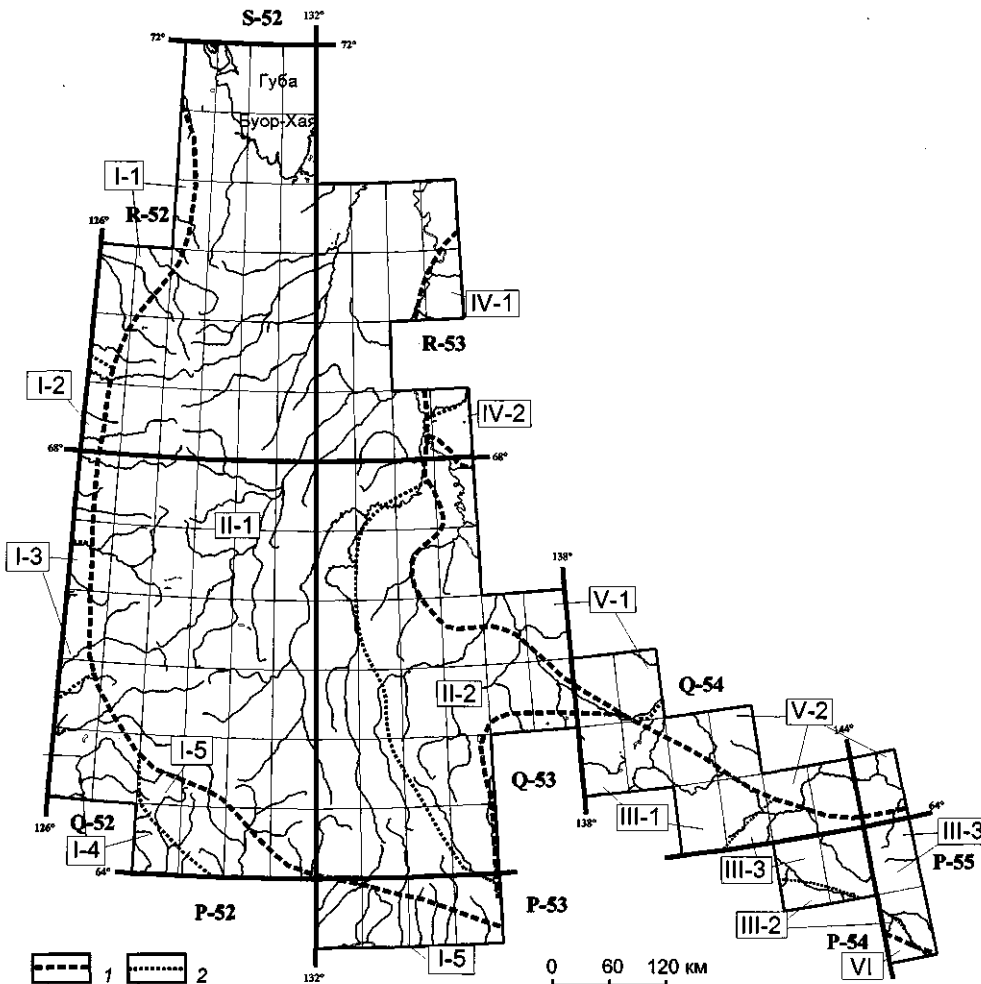 S-52
132°
72°
72°
Губа
Буор-Хая
I-1
R-52
126°
IV-1
R-53
I-2
IV-2
68°
68°
II-1
I-3
138°
V-1
II-2
Q-54
V-2
144°
I-5
Q-53
126°
Q-52
138°
III-1
64°
III-3
I-4
64°
III-3
P-55
P-52
P-53
III-2
P-54
I-5
VI
1
2
132°
0 60 120 км